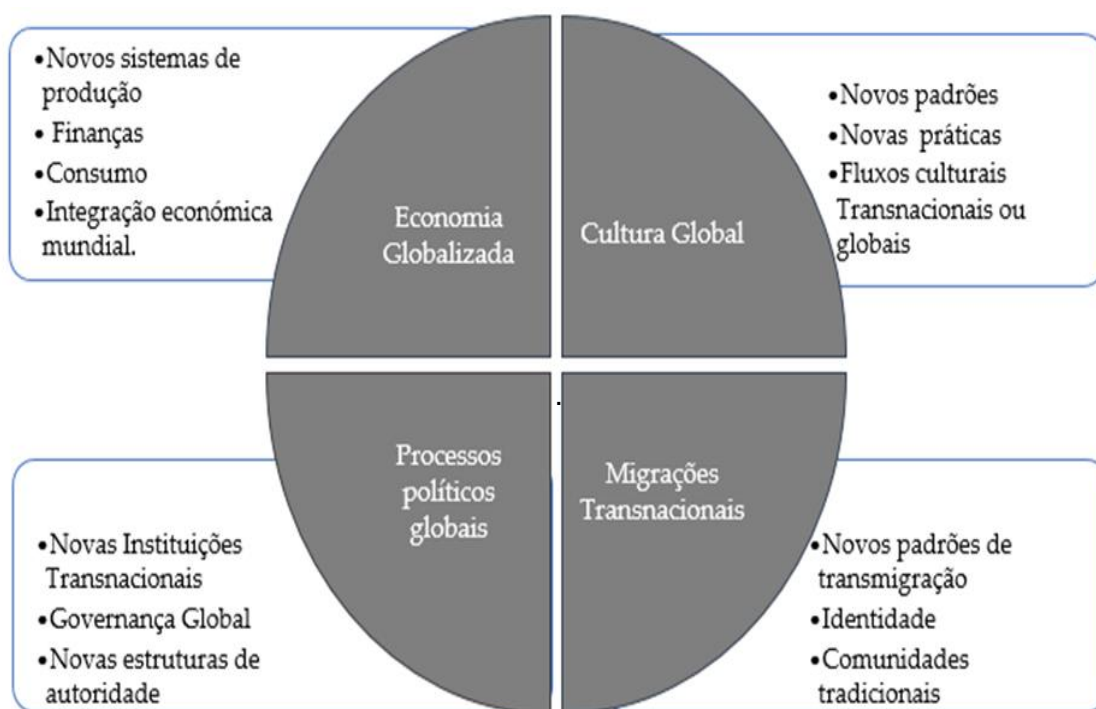 •Novos sistemas de
produção
• Finanças
•Consumo
•Integração económica
mundial.
Economia
Globalizada
Cultura Global
•Novos padrões
•Novas práticas
•Fluxos culturais
Transnacionais ou
globais
Processos
políticos
globais
•Novas Instituições
Transnacionais
•Governança Global
•Novas estruturas de
autoridade
Migrações
Transnacionais
•Novos padrões de
transmigração
•Identidade
•Comunidades
tradicionais